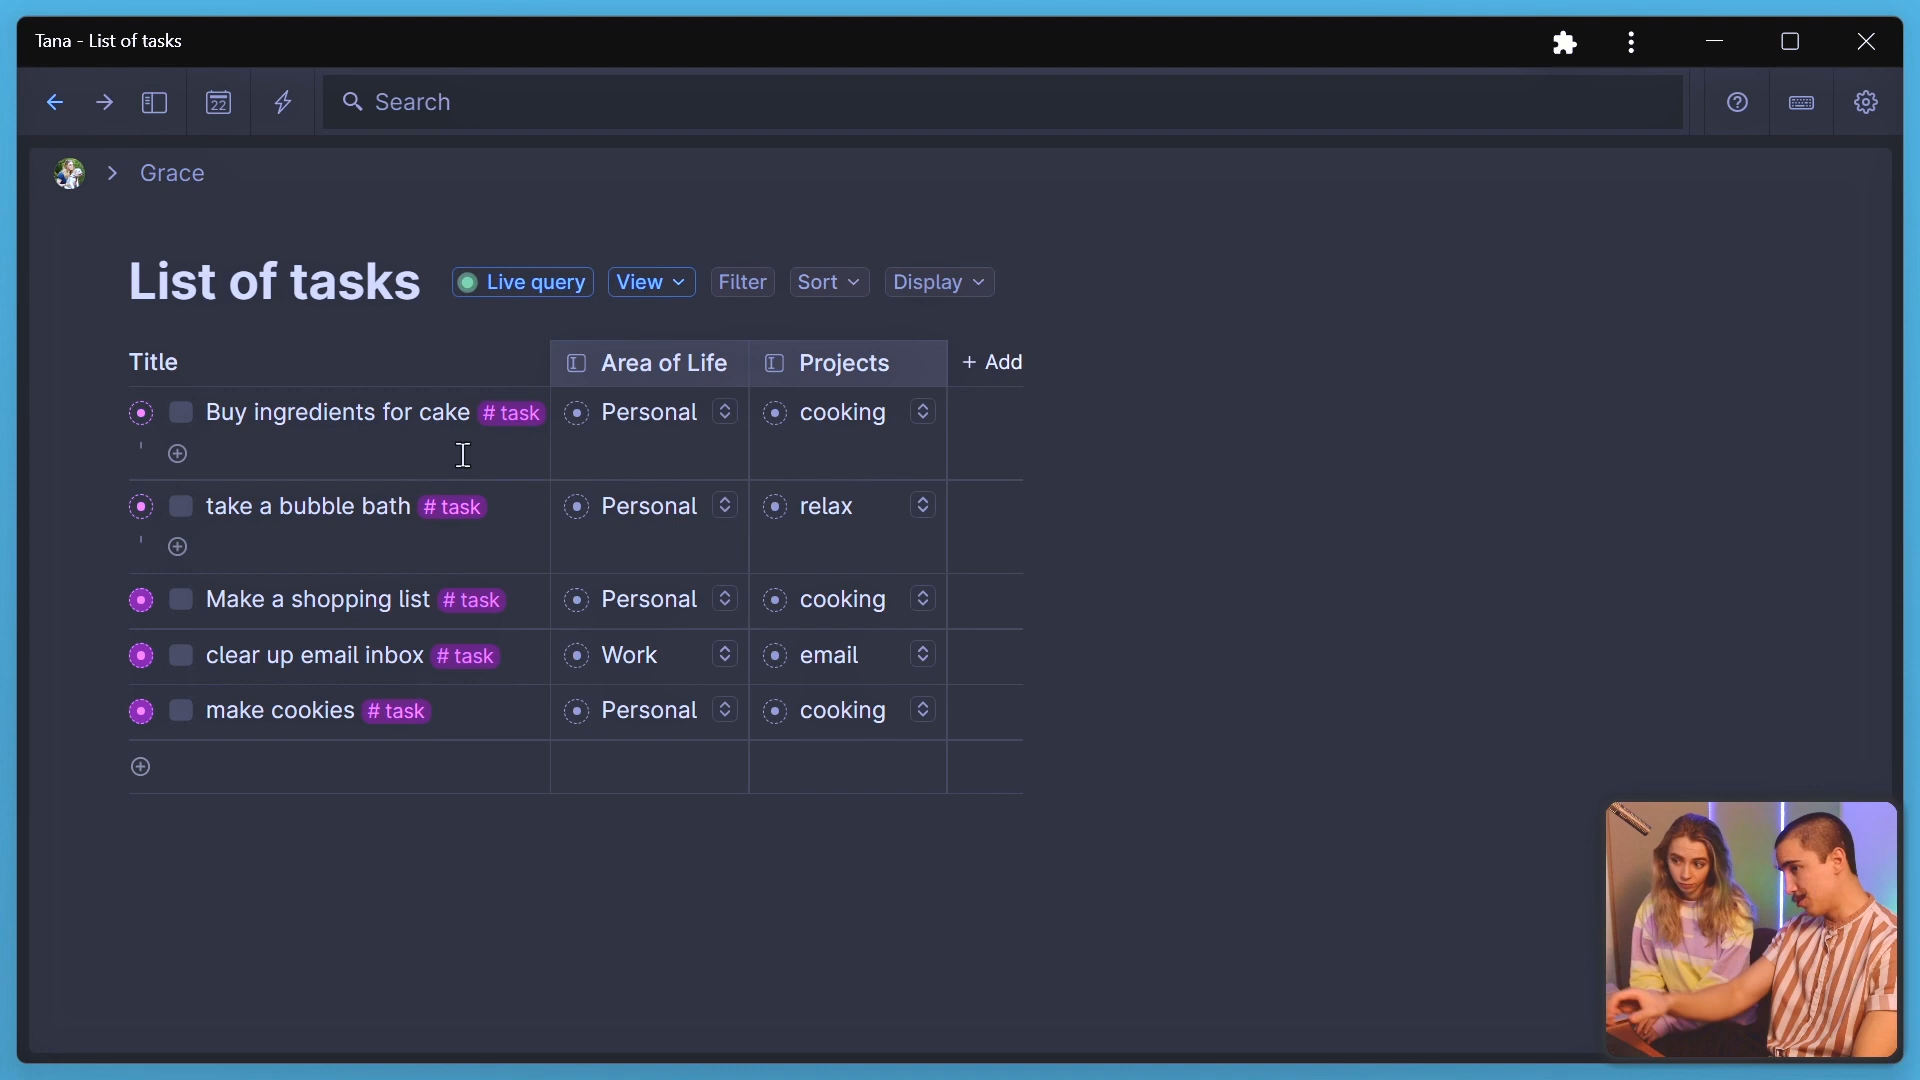 Tana - List of tasks
22 Search
Grace
List of tasks Live query View Filter Sort Display
Title Area of Life Projects + Add
Buy ingredients for cake # task Personal cooking
take a bubble bath # task Personal relax
Make a shopping list # task Personal cooking
clear up email inbox # task Work email
make cookies # task Personal cooking